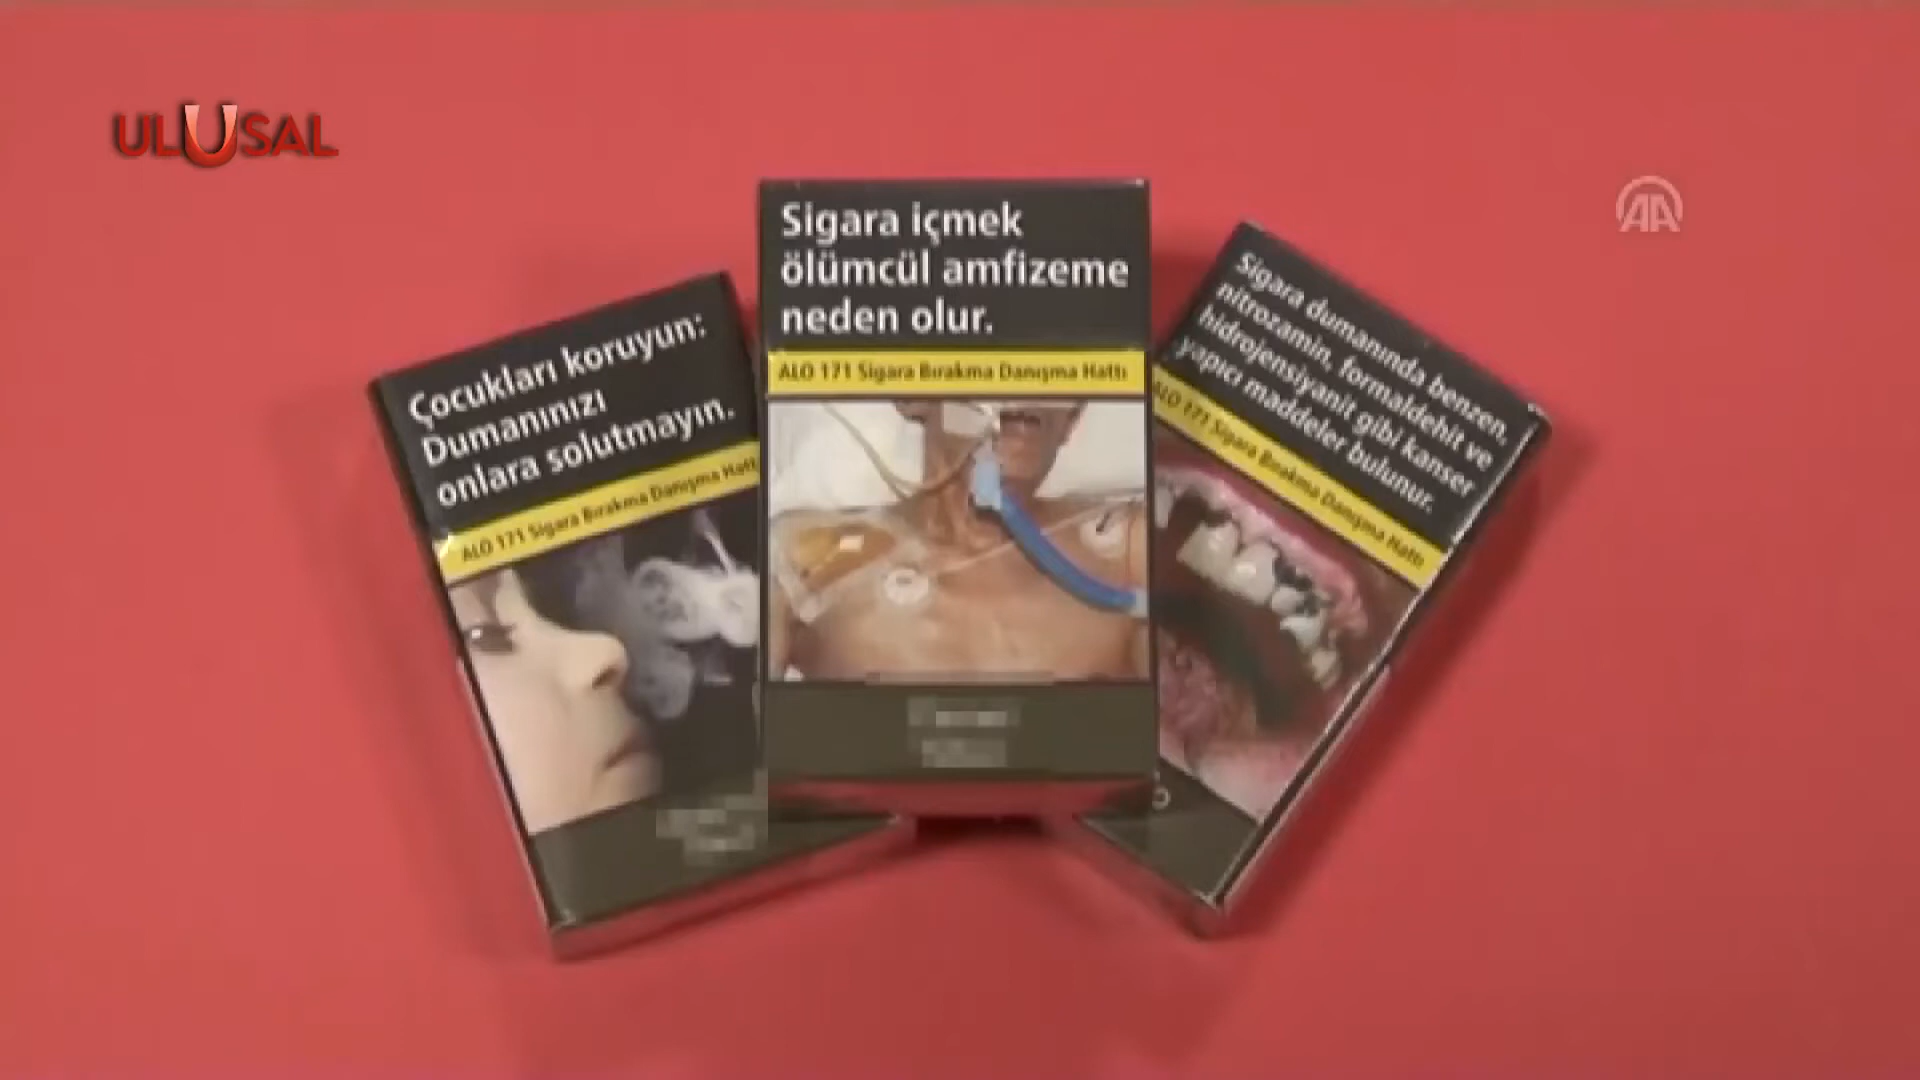 ULUSAL
AA
Sigara içmek
ölümcül amfizeme
neden olur.
ALO 171 Sigara Bırakma Danışma Hattı
Çocukları koruyun:
Dumanınızı
onlara solutmayın.
ALO 171 Sigara Bırakma Danışma Hattı
Sigara dumanında benzen,
nitrozamin, formaldehit ve
hidrojensiyanit gibi kanser
yapıcı maddeler bulunur.
ALO 171 Sigara Bırakma Danışma Hattı